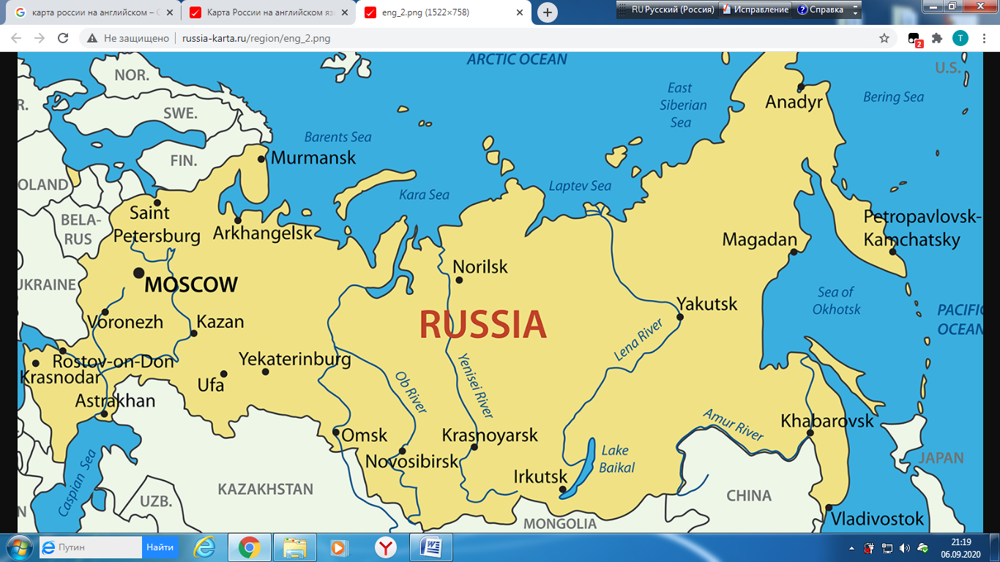 карта россии на английском – G
Карта России на английском язы
eng_2.png (1522×758)
RU Русский (Россия)
Исправление
Справка
Не защищено
russia-karta.ru/region/eng_2.png
2
T
ARCTIC OCEAN
NOR.
U.S.
R.
SWE.
East
Siberian
Sea
Anadyr
Bering Sea
Barents Sea
FIN.
Murmansk
OLAND
Kara Sea
Laptev Sea
BELA-
RUS
Saint
Petersburg
Arkhangelsk
Petropavlovsk-
Kamchatsky
Magadan
Norilsk
UKRAINE
MOSCOW
Sea of
Okhotsk
Yakutsk
PACIFIC
OCEAN
Voronezh
Kazan
RUSSIA
Lena River
Rostov-on-Don
Yekaterinburg
Krasnodar
Ufa
Ob River
Yenisei River
Astrakhan
Amur River
Khabarovsk
Omsk
Krasnoyarsk
Novosibirsk
Lake
Baikal
JAPAN
Caspian Sea
Irkutsk
KAZAKHSTAN
UZB.
CHINA
N
MONGOLIA
Vladivostok
Путин
Найти
21:19
06.09.2020